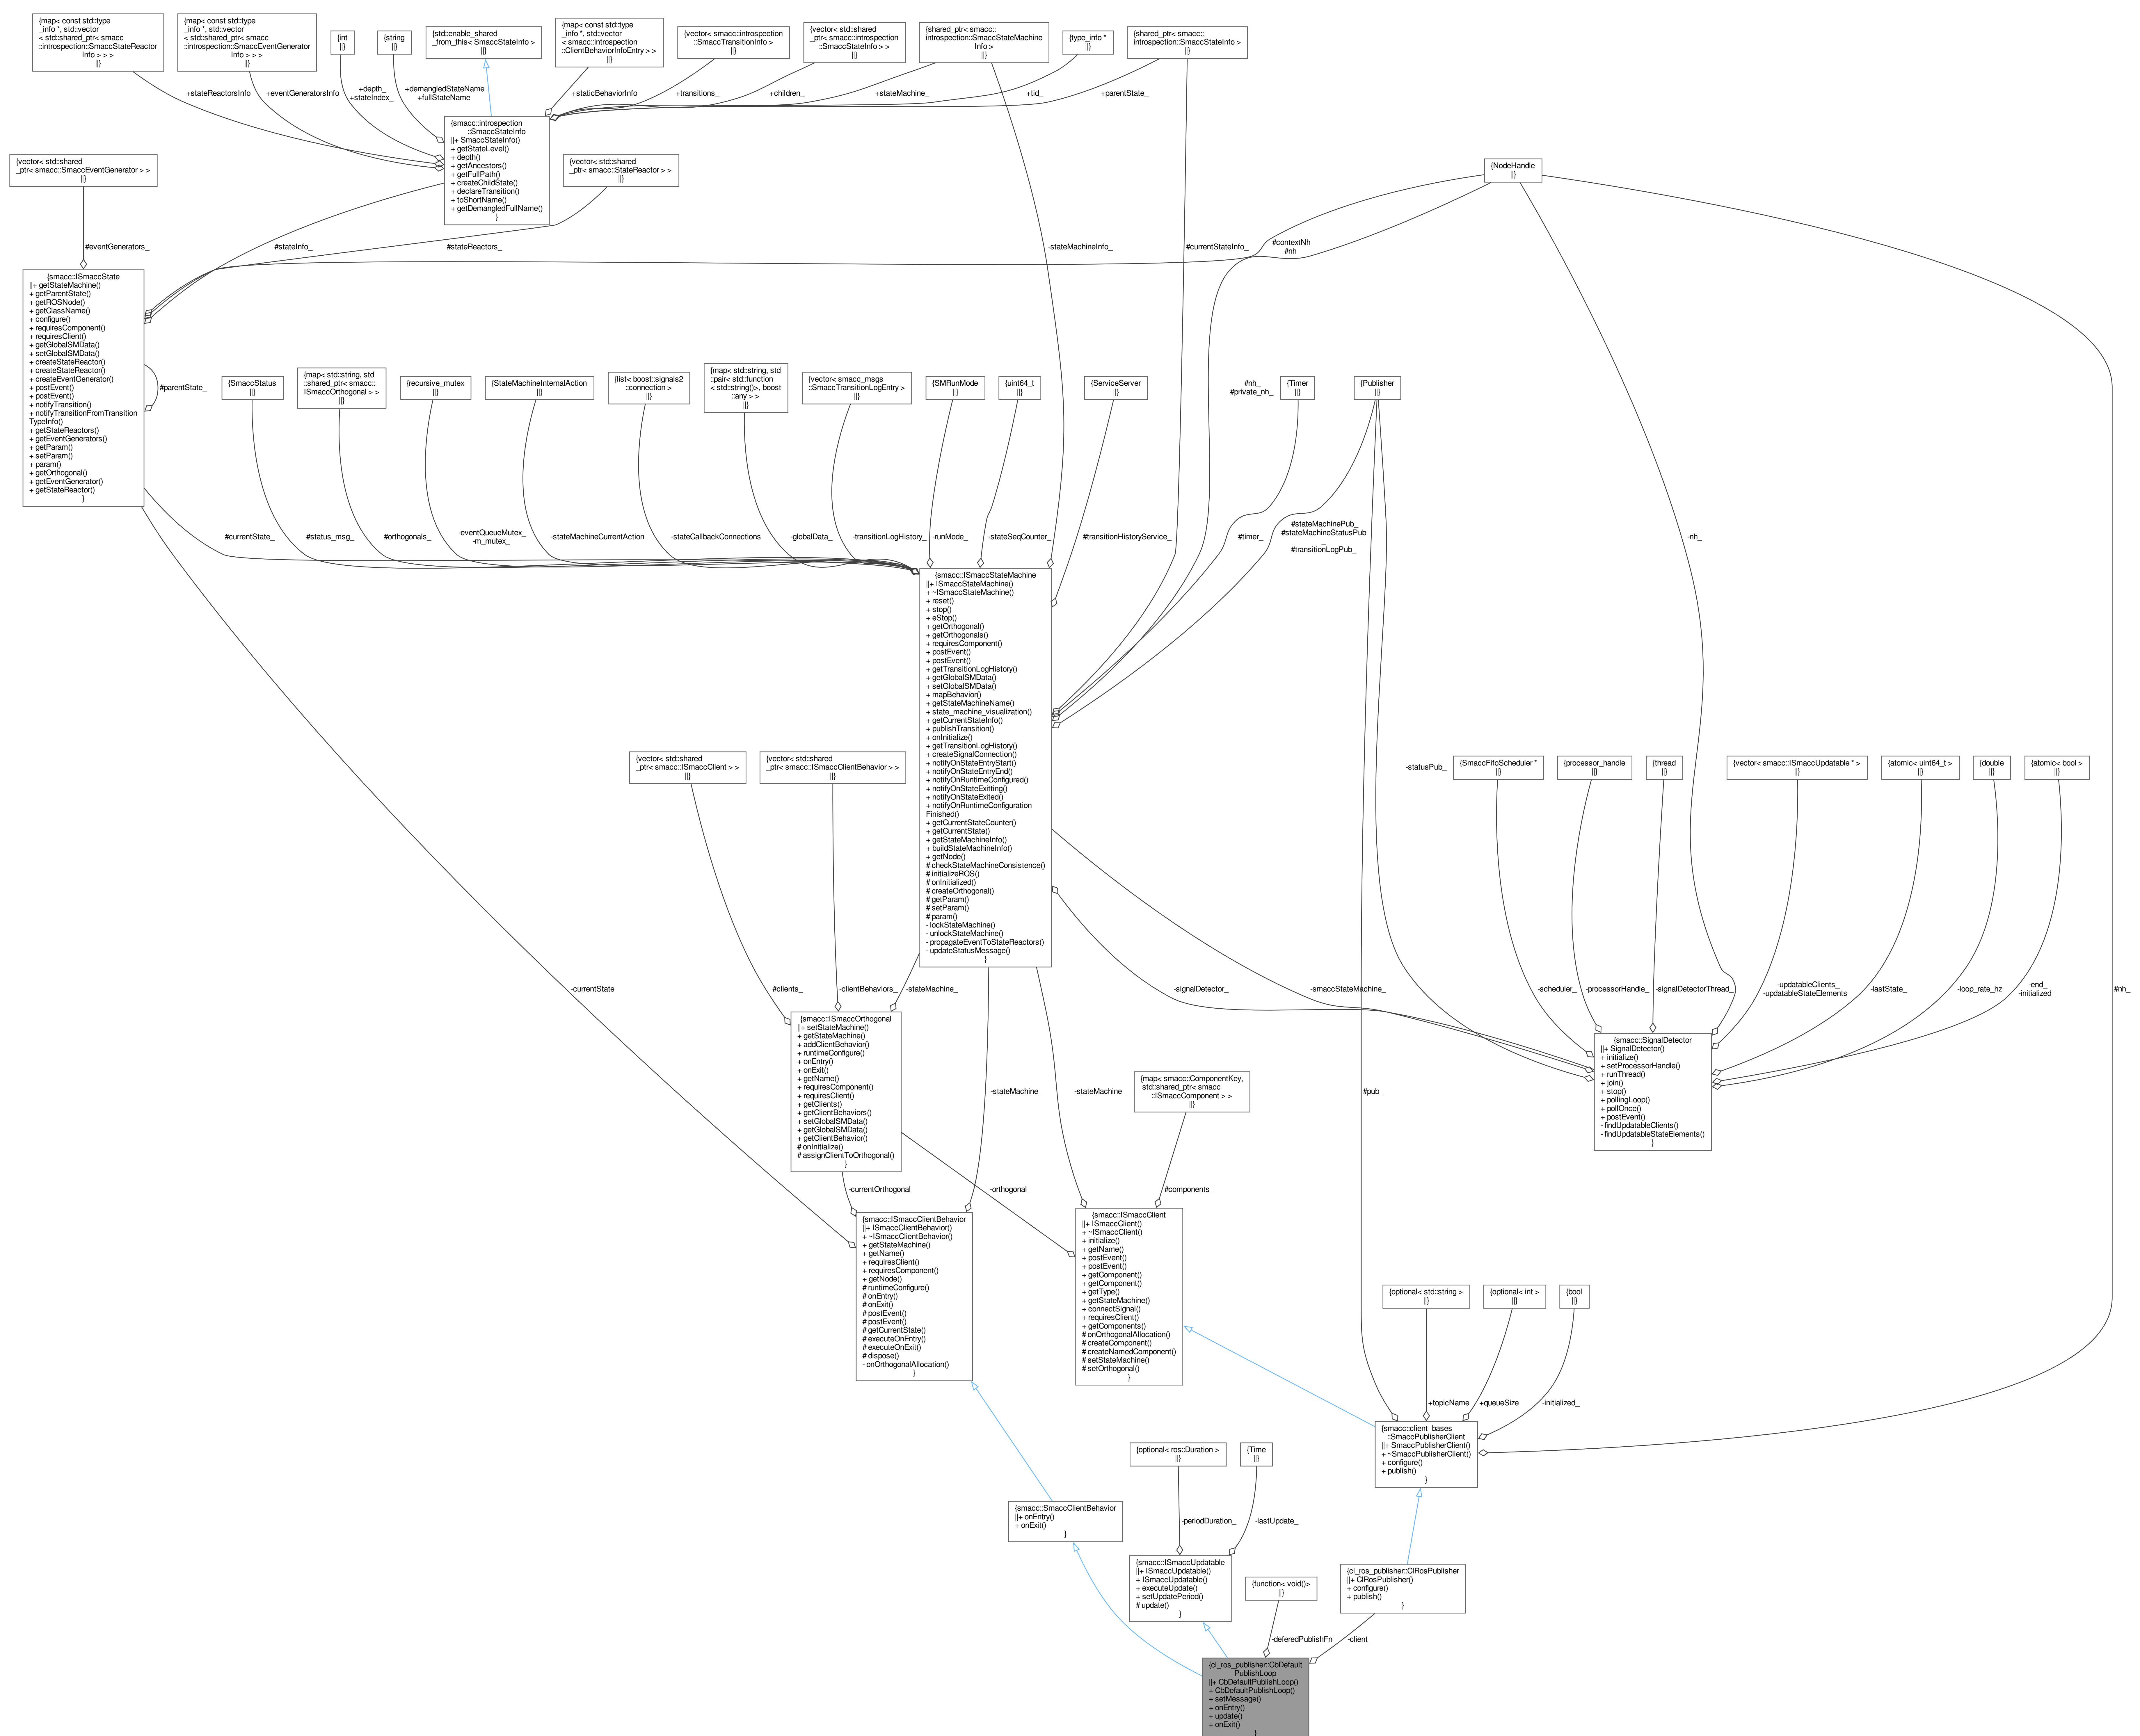 {map< const std::type
_info *, std::vector
< std::shared_ptr< smacc
::introspection::SmaccStateReactor
Info > > >
||}
{map< const std::type
_info *, std::vector
< std::shared_ptr< smacc
::introspection::SmaccEventGenerator
Info > > >
||}
{int
||}
{string
||}
{std::enable_shared
_from_this< SmaccStateInfo >
||}
{map< const std::type
_info *, std::vector
< smacc::introspection
::ClientBehaviorInfoEntry > >
||}
{vector< smacc::introspection
::SmaccTransitionInfo >
||}
{vector< std::shared
_ptr< smacc::introspection
::SmaccStateInfo > >
||}
{shared_ptr< smacc::
introspection::SmaccStateMachine
Info >
||}
{type_info *
||}
{shared_ptr< smacc::
introspection::SmaccStateInfo >
||}
+stateReactorsInfo
+eventGeneratorsInfo
+depth_
+stateIndex_
+demangledStateName
+fullStateName
+staticBehaviorInfo
+transitions_
+children_
+stateMachine_
+tid_
+parentState_
{smacc::introspection
::SmaccStateInfo
||+ SmaccStateInfo()
+ getStateLevel()
+ depth()
+ getAncestors()
+ getFullPath()
+ createChildState()
+ declareTransition()
+ toShortName()
+ getDemangledFullName()
}
{vector< std::shared
_ptr< smacc::SmaccEventGenerator > >
||}
{vector< std::shared
_ptr< smacc::StateReactor > >
||}
{NodeHandle
||}
#eventGenerators_
#stateInfo_
#stateReactors_
-stateMachineInfo_
#currentStateInfo_
#contextNh
#nh
{smacc::ISmaccState
||+ getStateMachine()
+ getParentState()
+ getROSNode()
+ getClassName()
+ configure()
+ requiresComponent()
+ requiresClient()
+ getGlobalSMData()
+ setGlobalSMData()
+ createStateReactor()
+ createStateReactor()
+ createEventGenerator()
+ postEvent()
+ postEvent()
+ notifyTransition()
+ notifyTransitionFromTransition
TypeInfo()
+ getStateReactors()
+ getEventGenerators()
+ getParam()
+ setParam()
+ param()
+ getOrthogonal()
+ getEventGenerator()
+ getStateReactor()
}
#parentState_
{SmaccStatus
||}
{map< std::string, std
::shared_ptr< smacc::
ISmaccOrthogonal > >
||}
{recursive_mutex
||}
{StateMachineInternalAction
||}
{list< boost::signals2
::connection >
||}
{map< std::string, std
::pair< std::function
< std::string()>, boost
::any > >
||}
{vector< smacc_msgs
::SmaccTransitionLogEntry >
||}
{SMRunMode
||}
{uint64_t
||}
{ServiceServer
||}
#nh_
#private_nh_
{Timer
||}
{Publisher
||}
#currentState_
#status_msg_
#orthogonals_
-eventQueueMutex_
-m_mutex_
-stateMachineCurrentAction
-stateCallbackConnections
-globalData_
-transitionLogHistory_
-runMode_
-stateSeqCounter_
#transitionHistoryService_
#timer_
#stateMachinePub_
#stateMachineStatusPub
_
#transitionLogPub_
-nh_
{smacc::ISmaccStateMachine
||+ ISmaccStateMachine()
+ ~ISmaccStateMachine()
+ reset()
+ stop()
+ eStop()
+ getOrthogonal()
+ getOrthogonals()
+ requiresComponent()
+ postEvent()
+ postEvent()
+ getTransitionLogHistory()
+ getGlobalSMData()
+ setGlobalSMData()
+ mapBehavior()
+ getStateMachineName()
+ state_machine_visualization()
+ getCurrentStateInfo()
+ publishTransition()
+ onInitialize()
+ getTransitionLogHistory()
+ createSignalConnection()
+ notifyOnStateEntryStart()
+ notifyOnStateEntryEnd()
+ notifyOnRuntimeConfigured()
+ notifyOnStateExitting()
+ notifyOnStateExited()
+ notifyOnRuntimeConfiguration
Finished()
+ getCurrentStateCounter()
+ getCurrentState()
+ getStateMachineInfo()
+ buildStateMachineInfo()
+ getNode()
# checkStateMachineConsistence()
# initializeROS()
# onInitialized()
# createOrthogonal()
# getParam()
# setParam()
# param()
- lockStateMachine()
- unlockStateMachine()
- propagateEventToStateReactors()
- updateStatusMessage()
}
{vector< std::shared
_ptr< smacc::ISmaccClient > >
||}
{vector< std::shared
_ptr< smacc::ISmaccClientBehavior > >
||}
-statusPub_
{SmaccFifoScheduler *
||}
{processor_handle
||}
{thread
||}
{vector< smacc::ISmaccUpdatable * >
||}
{atomic< uint64_t >
||}
{double
||}
{atomic< bool >
||}
-currentState
#clients_
-clientBehaviors_
-stateMachine_
-signalDetector_
-smaccStateMachine_
-scheduler_
-processorHandle_
-signalDetectorThread_
-updatableClients_
-updatableStateElements_
-lastState_
-loop_rate_hz
-end_
-initialized_
#nh_
{smacc::ISmaccOrthogonal
||+ setStateMachine()
+ getStateMachine()
+ addClientBehavior()
+ runtimeConfigure()
+ onEntry()
+ onExit()
+ getName()
+ requiresComponent()
+ requiresClient()
+ getClients()
+ getClientBehaviors()
+ setGlobalSMData()
+ getGlobalSMData()
+ getClientBehavior()
# onInitialize()
# assignClientToOrthogonal()
}
{smacc::SignalDetector
||+ SignalDetector()
+ initialize()
+ setProcessorHandle()
+ runThread()
+ join()
+ stop()
+ pollingLoop()
+ pollOnce()
+ postEvent()
- findUpdatableClients()
- findUpdatableStateElements()
}
-stateMachine_
-stateMachine_
{map< smacc::ComponentKey,
std::shared_ptr< smacc
::ISmaccComponent > >
||}
#pub_
-currentOrthogonal
-orthogonal_
#components_
{smacc::ISmaccClientBehavior
||+ ISmaccClientBehavior()
+ ~ISmaccClientBehavior()
+ getStateMachine()
+ getName()
+ requiresClient()
+ requiresComponent()
+ getNode()
# runtimeConfigure()
# onEntry()
# onExit()
# postEvent()
# postEvent()
# getCurrentState()
# executeOnEntry()
# executeOnExit()
# dispose()
- onOrthogonalAllocation()
}
{smacc::ISmaccClient
||+ ISmaccClient()
+ ~ISmaccClient()
+ initialize()
+ getName()
+ postEvent()
+ postEvent()
+ getComponent()
+ getComponent()
+ getType()
+ getStateMachine()
+ connectSignal()
+ requiresClient()
+ getComponents()
# onOrthogonalAllocation()
# createComponent()
# createNamedComponent()
# setStateMachine()
# setOrthogonal()
}
{optional< std::string >
||}
{optional< int >
||}
{bool
||}
+topicName
+queueSize
-initialized_
{smacc::client_bases
::SmaccPublisherClient
||+ SmaccPublisherClient()
+ ~SmaccPublisherClient()
+ configure()
+ publish()
}
{optional< ros::Duration >
||}
{Time
||}
{smacc::SmaccClientBehavior
||+ onEntry()
+ onExit()
}
-periodDuration_
-lastUpdate_
{smacc::ISmaccUpdatable
||+ ISmaccUpdatable()
+ ISmaccUpdatable()
+ executeUpdate()
+ setUpdatePeriod()
# update()
}
{function< void()>
||}
{cl_ros_publisher::ClRosPublisher
||+ ClRosPublisher()
+ configure()
+ publish()
}
-deferedPublishFn
-client_
{cl_ros_publisher::CbDefault
PublishLoop
||+ CbDefaultPublishLoop()
+ CbDefaultPublishLoop()
+ setMessage()
+ onEntry()
+ update()
+ onExit()
}